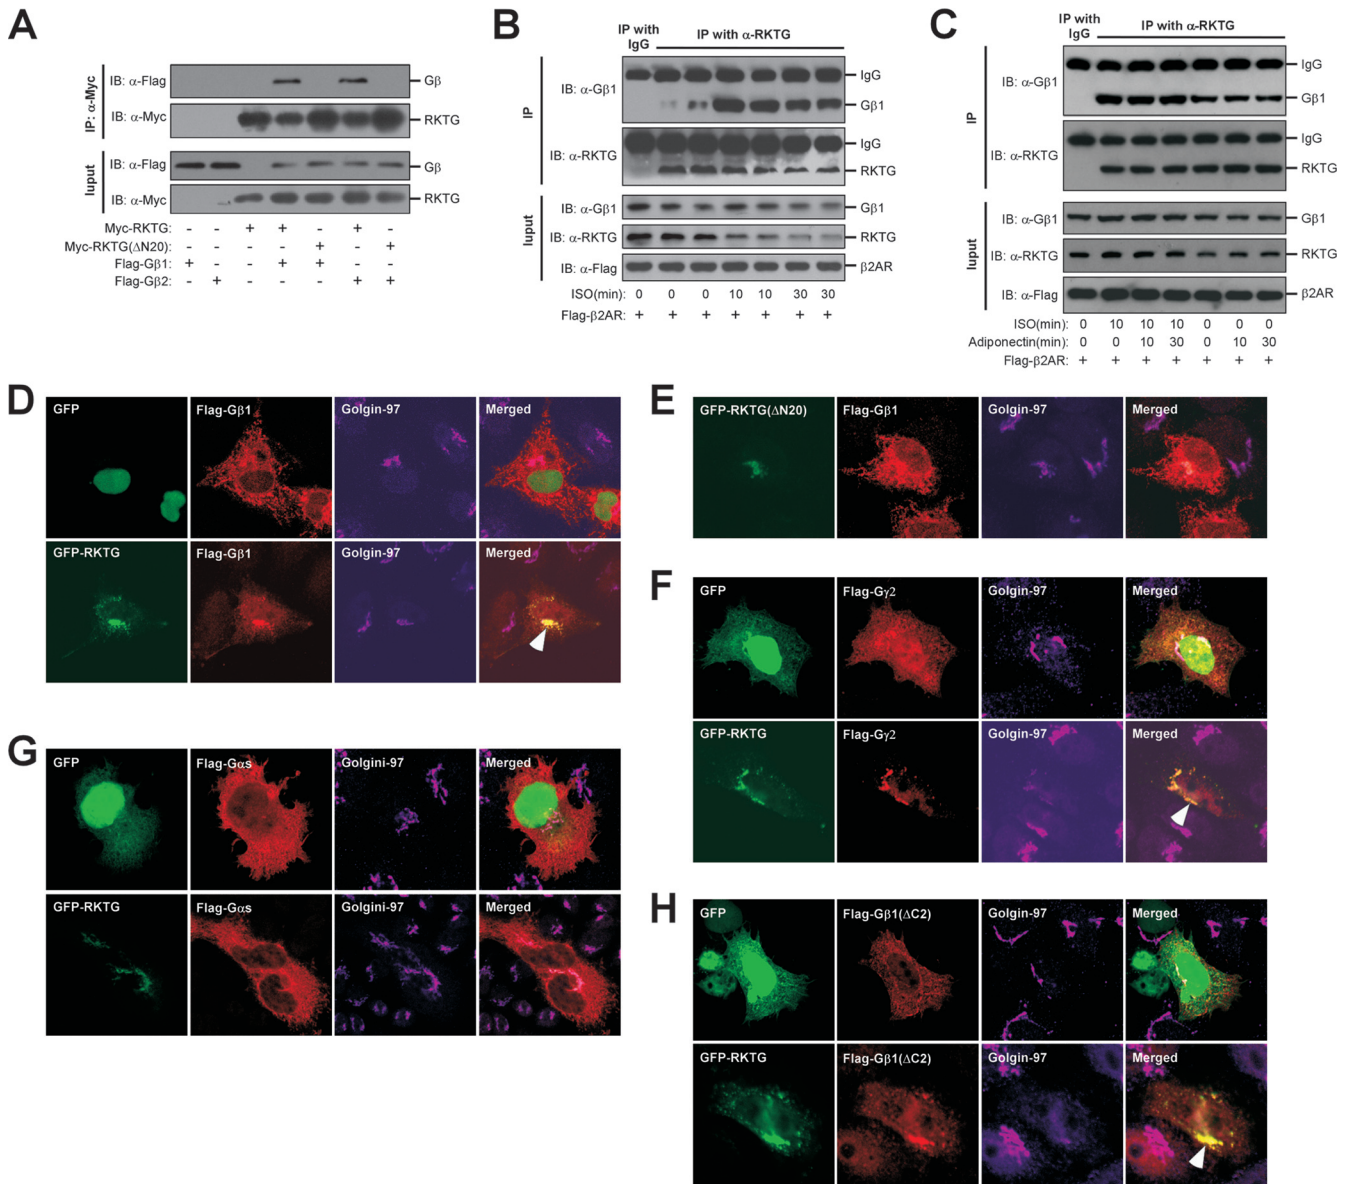 A
IP: α-Myc
IB: α-Flag
Gβ
IB: α-Myc
RKTG
Iuput
IB: α-Flag
Gβ
IB: α-Myc
RKTG
Myc-RKTG: - - + + - + -
Myc-RKTG(ΔN20): - - - - + - +
Flag-Gβ1: + - - + + - -
Flag-Gβ2: - + - - - + +
B
IP with IgG
IP with α-RKTG
IP
IB: α-Gβ1
IgG
Gβ1
IB: α-RKTG
IgG
RKTG
Iuput
IB: α-Gβ1
Gβ1
IB: α-RKTG
RKTG
IB: α-Flag
β2AR
ISO(min): 0 0 0 10 10 30 30
Flag-β2AR: + + + + + + +
C
IP with IgG
IP with α-RKTG
IP
IB: α-Gβ1
IgG
Gβ1
IB: α-RKTG
IgG
RKTG
Iuput
IB: α-Gβ1
Gβ1
IB: α-RKTG
RKTG
IB: α-Flag
β2AR
ISO(min): 0 10 10 10 0 0 0
Adiponectin(min): 0 0 10 30 0 10 30
Flag-β2AR: + + + + + + +
D
GFP
Flag-Gβ1
Golgin-97
Merged
GFP-RKTG
Flag-Gβ1
Golgin-97
Merged
E
GFP-RKTG(ΔN20)
Flag-Gβ1
Golgin-97
Merged
F
GFP
Flag-Gγ2
Golgin-97
Merged
GFP-RKTG
Flag-Gγ2
Golgin-97
Merged
G
GFP
Flag-Gαs
Golgini-97
Merged
GFP-RKTG
Flag-Gαs
Golgini-97
Merged
H
GFP
Flag-Gβ1(ΔC2)
Golgin-97
Merged
GFP-RKTG
Flag-Gβ1(ΔC2)
Golgin-97
Merged